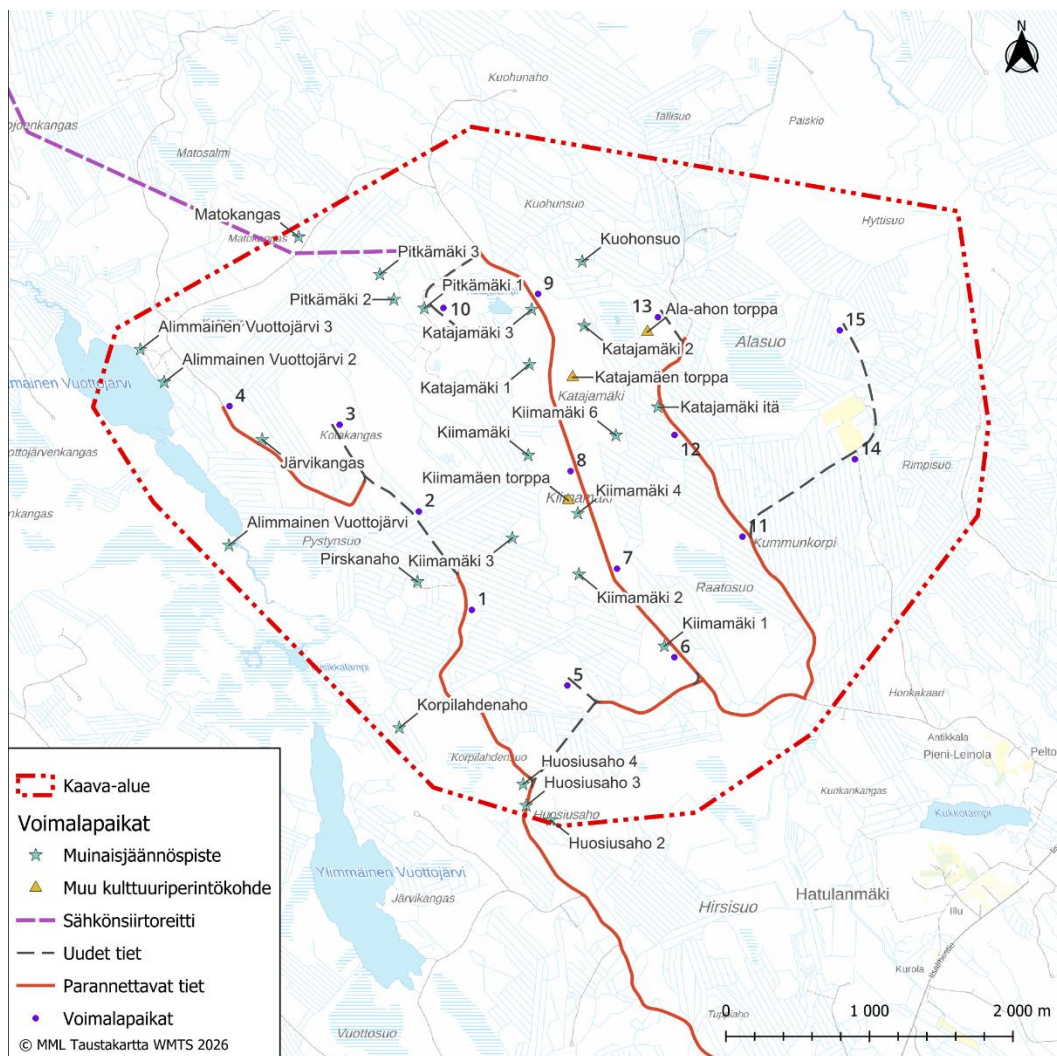 N
Kuohunaho
Tallisuo
Paiskio
Matosalmi
Kuohunsuo
Hyttisuo
Matokangas
Matokangas
Kuohonsuo
Pitkämäki 3
Pitkämäki 1
9
Pitkämäki 2
10
13
Ala-ahon torppa
15
Katajamäki 3
Alimmainen Vuottojärvi 3
Katajamäki 2
Alasuo
Alimmainen Vuottojärvi 2
Katajamäki 1
Katajamäen torppa
Katajamäki
4
3
Kiimamäki 6
Katajamäki itä
Kotakangas
Kiimamäki
12
Järvikangas
8
14
Rimpisuo
Kiimamäen torppa
Kiimamäki 4
2
Alimmainen Vuottojärvi
11
Pystynsuo
Kiimamäki 3
Kummunkorpi
Pirskanaho
7
Raatosuo
1
Kiimamäki 2
Kiimamäki 1
6
5
Honkakaari
Korpilahdenaho
Antikkala
Pieni-Leinola
Korpilahdensuo
Huosiusaho 4
Huosiusaho 3
Kurikankangas
Huosiusaho
Kukkolampi
Huosiusaho 2
Ylimmäinen Vuottojärvi
Järvikangas
Hirsisuo
Hatulanmäki
Illu
Kurola
Iisalmentie
Tuppiaho
Vuottosuo
Kaava-alue
Voimalapaikat
Muinaisjäännöspiste
Muu kulttuuriperintökohde
Sähkönsiirtoreitti
Uudet tiet
Parannettavat tiet
Voimalapaikat
© MML Taustakartta WMTS 2026
0 1 000 2 000 m